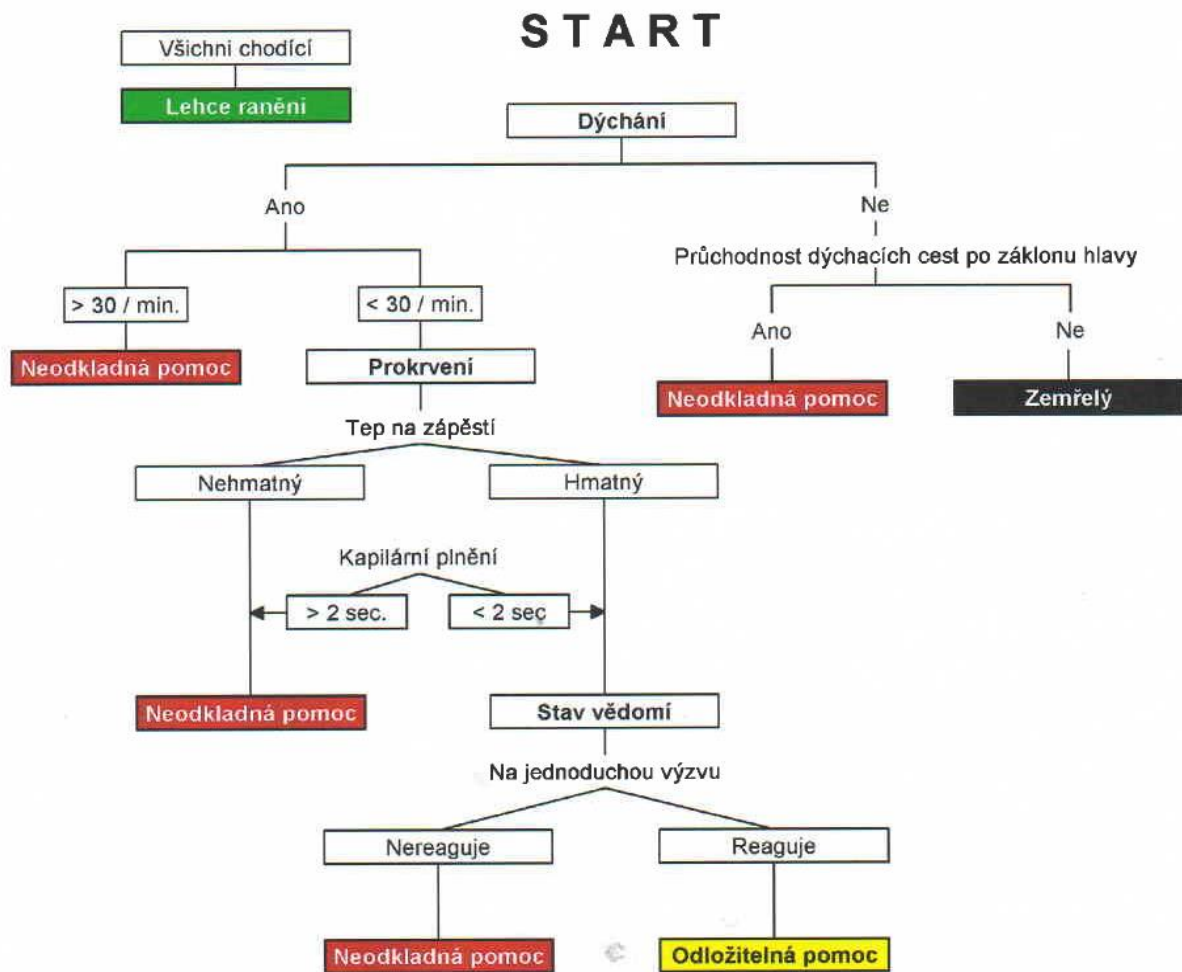 START
Všichni chodící
Lehce ranění
Dýchání
Ano
Ne
Průchodnost dýchacích cest po záklonu hlavy
> 30 / min.
< 30 / min.
Ano
Ne
Neodkladná pomoc
Prokrvení
Neodkladná pomoc
Zemřelý
Tep na zápěstí
Nehmatný
Hmatný
Kapilární plnění
> 2 sec.
< 2 sec
Neodkladná pomoc
Stav vědomí
Na jednoduchou výzvu
Nereaguje
Reaguje
Neodkladná pomoc
Odložitelná pomoc